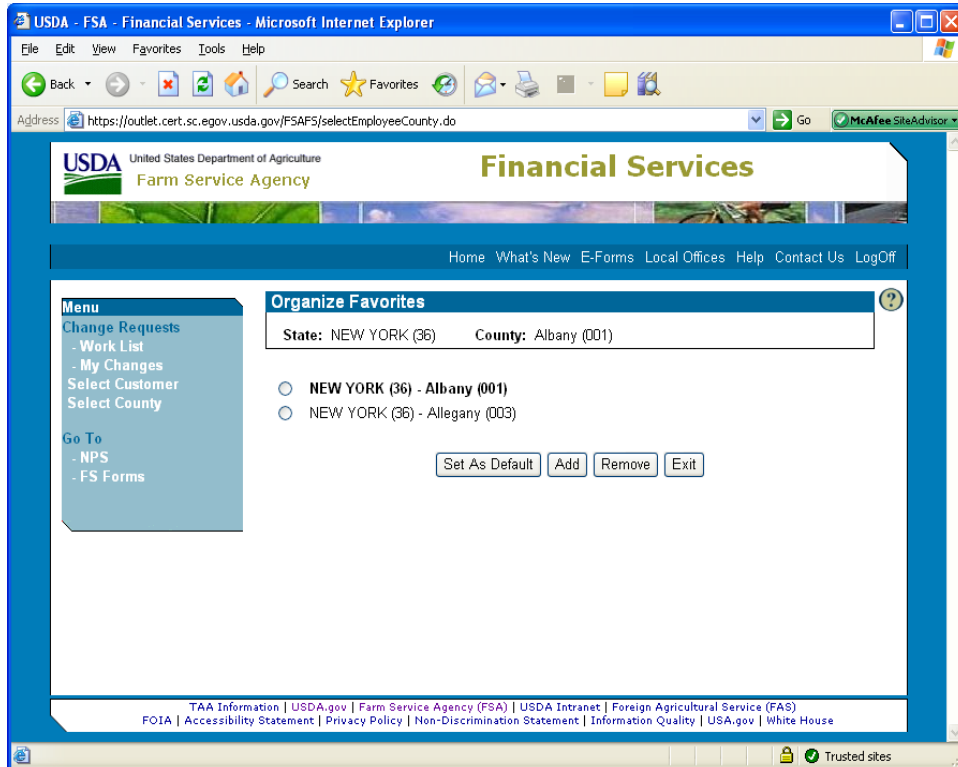 USDA - FSA - Financial Services - Microsoft Internet Explorer
File Edit View Favorites Tools Help
Back Search Favorites
Address https://outlet.cert.sc.egov.usda.gov/FSAFS/selectEmployeeCounty.do Go McAfee SiteAdvisor
USDA United States Department of Agriculture
Farm Service Agency
Financial Services
Home What's New E-Forms Local Offices Help Contact Us LogOff
Menu
Change Requests
- Work List
- My Changes
Select Customer
Select County
Go To
- NPS
- FS Forms
Organize Favorites ?
State: NEW YORK (36) County: Albany (001)
NEW YORK (36) - Albany (001)
NEW YORK (36) - Allegany (003)
Set As Default Add Remove Exit
TAA Information | USDA.gov | Farm Service Agency (FSA) | USDA Intranet | Foreign Agricultural Service (FAS)
FOIA | Accessibility Statement | Privacy Policy | Non-Discrimination Statement | Information Quality | USA.gov | White House
Trusted sites